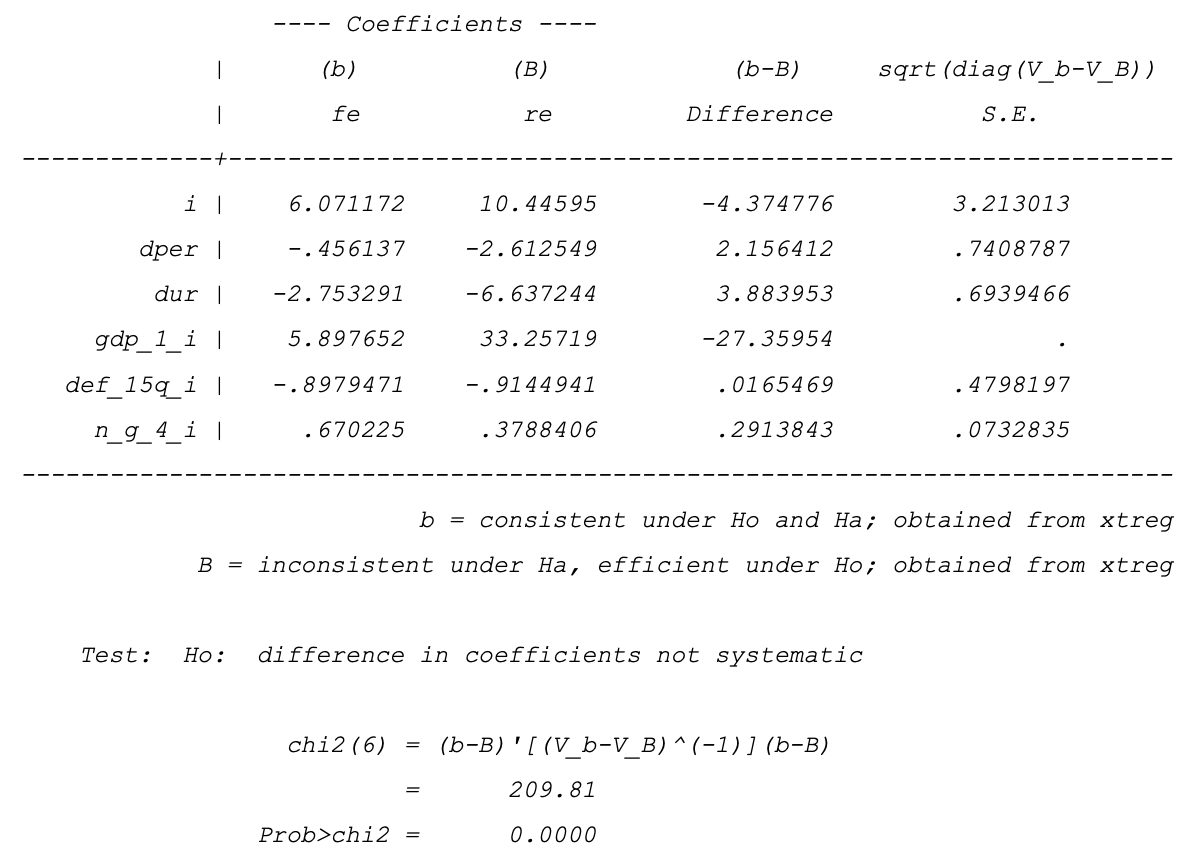 ---- Coefficients ----
| (b) (B) (b-B) sqrt(diag(V_b-V_B))
| fe re Difference S.E.
-------------+----------------------------------------------------------------
i | 6.071172 10.44595 -4.374776 3.213013
dper | -.456137 -2.612549 2.156412 .7408787
dur | -2.753291 -6.637244 3.883953 .6939466
gdp_1_i | 5.897652 33.25719 -27.35954 .
def_15q_i | -.8979471 -.9144941 .0165469 .4798197
n_g_4_i | .670225 .3788406 .2913843 .0732835
------------------------------------------------------------------------------
b = consistent under Ho and Ha; obtained from xtreg
B = inconsistent under Ha, efficient under Ho; obtained from xtreg
Test: Ho: difference in coefficients not systematic
chi2(6) = (b-B)'[(V_b-V_B)^(-1)](b-B)
= 209.81
Prob>chi2 = 0.0000